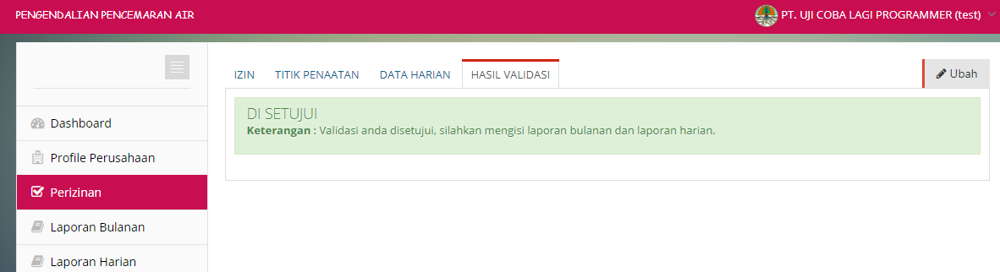 PENGENDALIAN PENCEMARAN AIR
PT. UJI COBA LAGI PROGRAMMER (test)
IZIN TITIK PENAATAN DATA HARIAN HASIL VALIDASI
Ubah
DI SETUJUI
Keterangan : Validasi anda disetujui, silahkan mengisi laporan bulanan dan laporan harian.
Dashboard
Profile Perusahaan
Perizinan
Laporan Bulanan
Laporan Harian